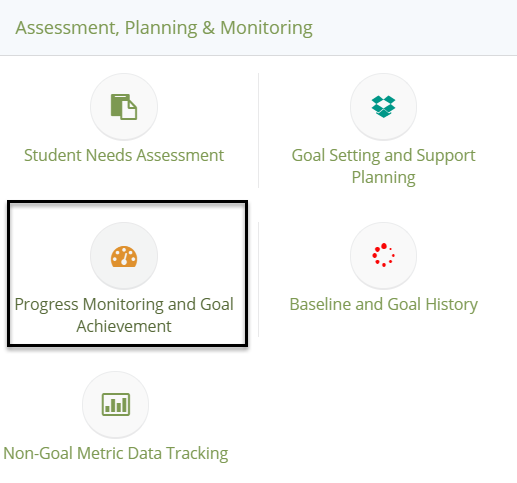 Assessment, Planning & Monitoring
Student Needs Assessment
Goal Setting and Support
Planning
Progress Monitoring and Goal
Achievement
Baseline and Goal History
Non-Goal Metric Data Tracking